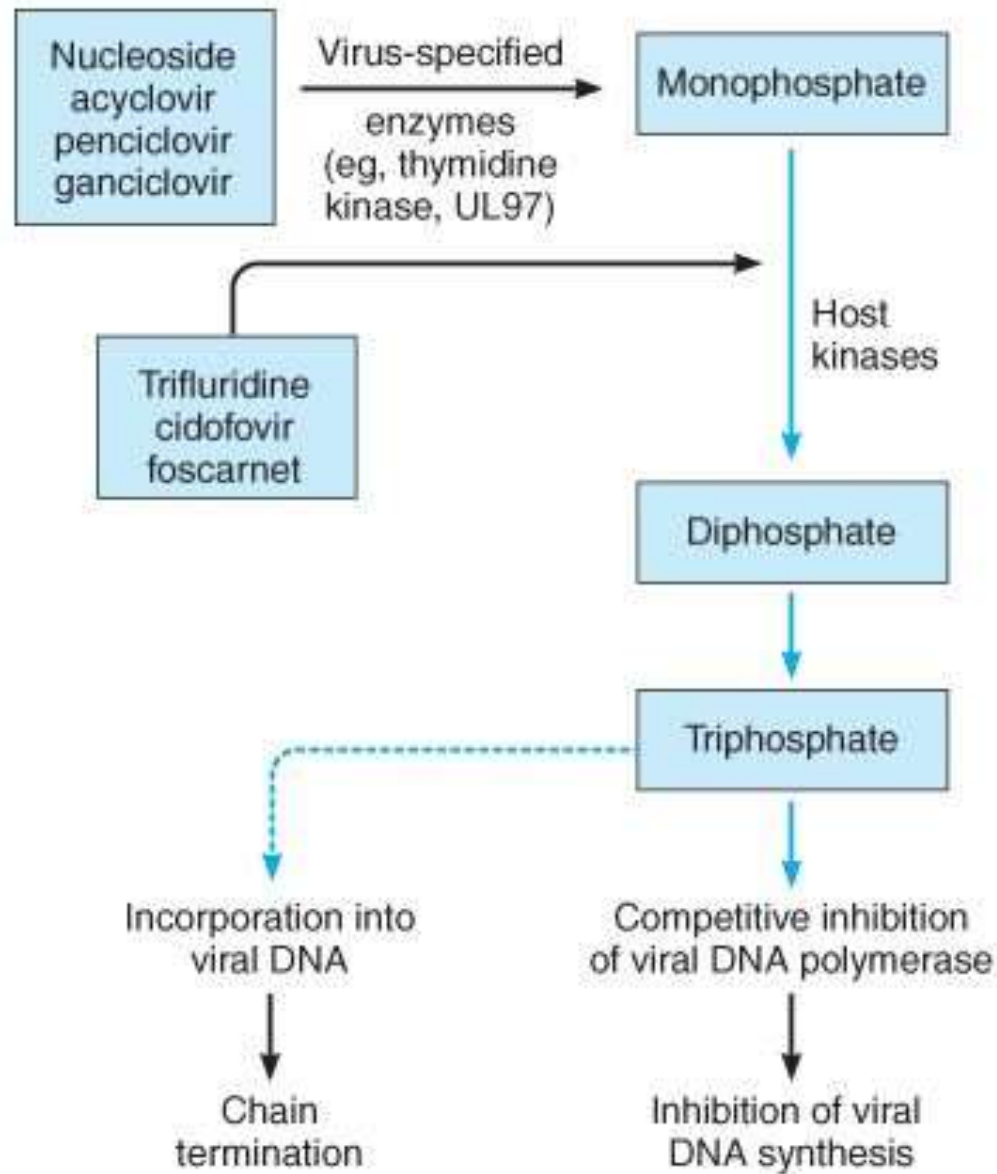 Nucleoside
acyclovir
penciclovir
ganciclovir
Virus-specified
enzymes
(eg, thymidine
kinase, UL97)
Monophosphate
Trifluridine
cidofovir
foscarnet
Host
kinases
Diphosphate
Triphosphate
Incorporation into
viral DNA
Competitive inhibition
of viral DNA polymerase
Chain
termination
Inhibition of viral
DNA synthesis